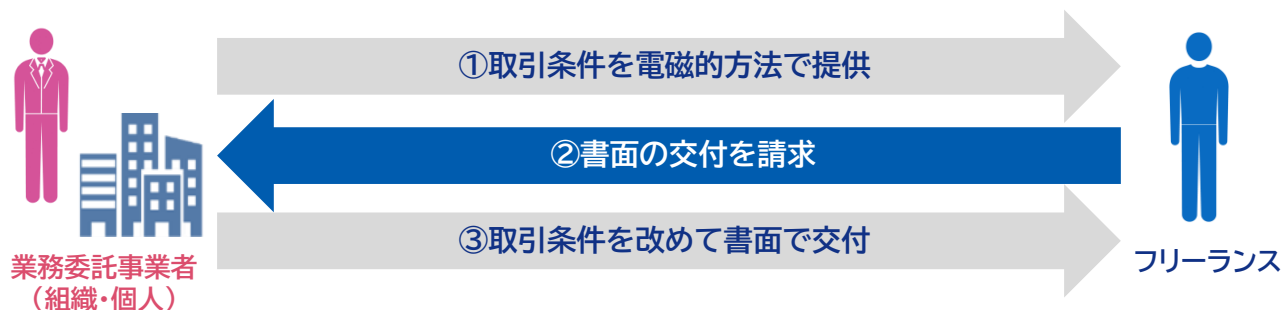 ①取引条件を電磁的方法で提供
②書面の交付を請求
③取引条件を改めて書面で交付
業務委託事業者
（組織・個人）
フリーランス